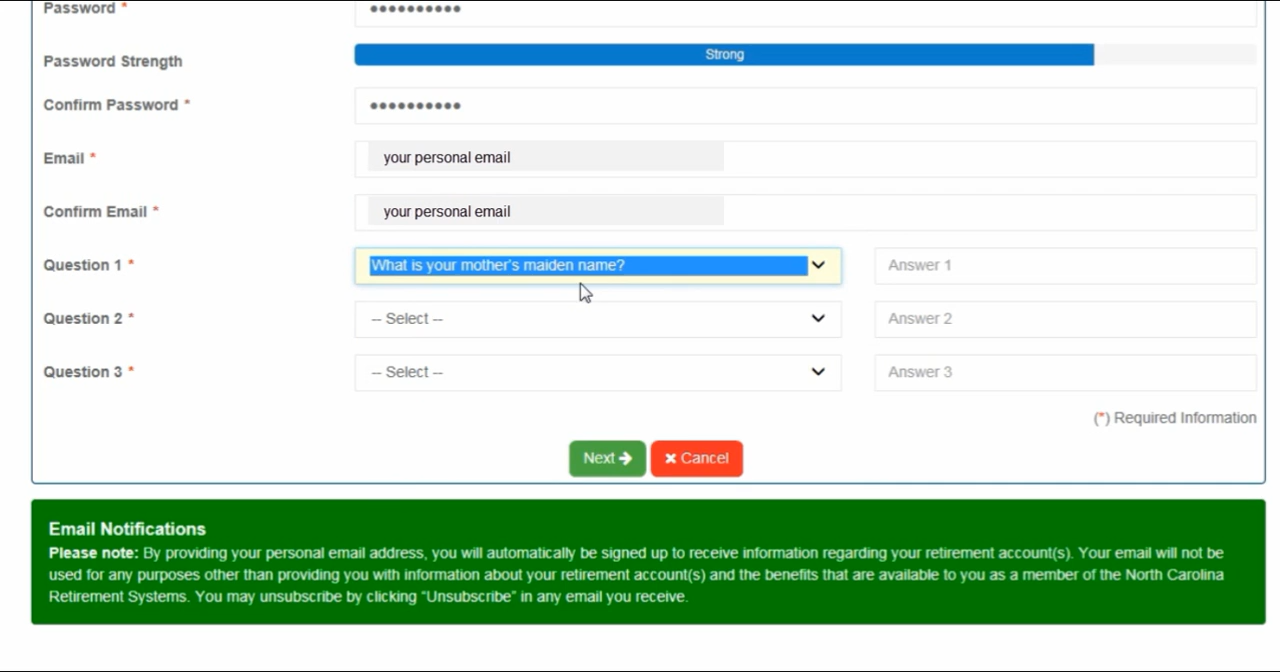 Password *
••••••••••
Password Strength
Strong
Confirm Password *
••••••••••
Email *
your personal email
Confirm Email *
your personal email
Question 1 *
What is your mother's maiden name?
Answer 1
Question 2 *
-- Select --
Answer 2
Question 3 *
-- Select --
Answer 3
(*) Required Information
Next
Cancel
Email Notifications
Please note: By providing your personal email address, you will automatically be signed up to receive information regarding your retirement account(s). Your email will not be
used for any purposes other than providing you with information about your retirement account(s) and the benefits that are available to you as a member of the North Carolina
Retirement Systems. You may unsubscribe by clicking “Unsubscribe” in any email you receive.